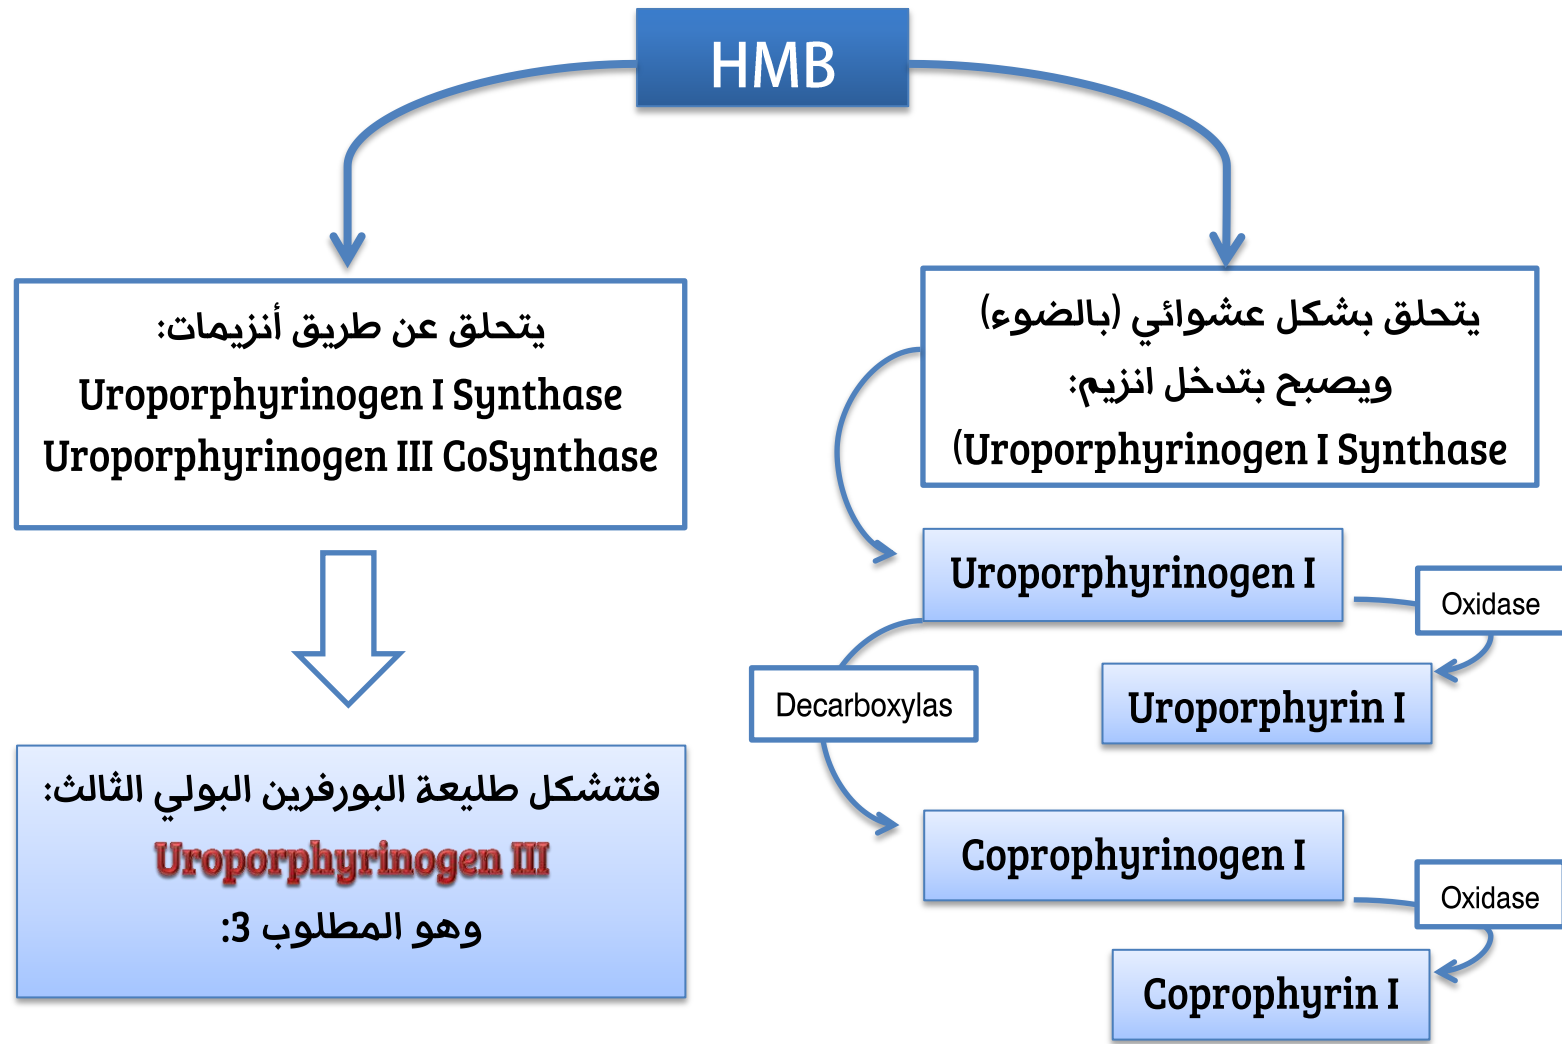 HMB
يتحلق بشكل عشوائي (بالضوء)
ويصبح بتدخل انزيم:
(Uroporphyrinogen I Synthase
Uroporphyrinogen I
Oxidase
Uroporphyrin I
Decarboxylas
Coprophyrinogen I
Oxidase
Coprophyrin I
يتحلق عن طريق أنزيمات:
Uroporphyrinogen I Synthase
Uroporphyrinogen III CoSynthase
فتتشكل طليعة البورفرين البولي الثالث:
Uroporphyrinogen III
وهو المطلوب 3: